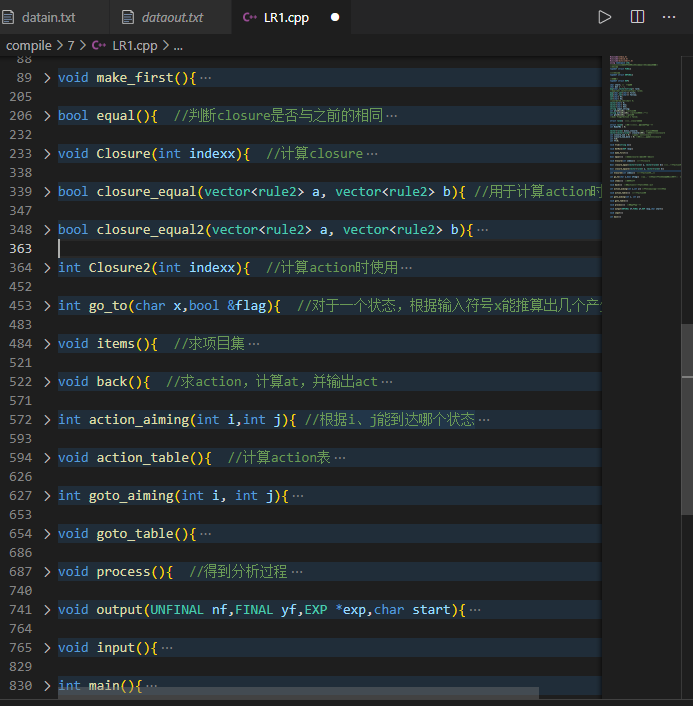 datain.txt dataout.txt LR1.cpp
compile > 7 > LR1.cpp > ...
88
89 void make_first(){ ...
205
206 bool equal(){ //判断closure是否与之前的相同 ...
232
233 void Closure(int indexx){ //计算closure ...
338
339 bool closure_equal(vector<rule2> a, vector<rule2> b){ //用于计算action时
347
348 bool closure_equal2(vector<rule2> a, vector<rule2> b){ ...
363
364 int Closure2(int indexx){ //计算action时使用 ...
452
453 int go_to(char x,bool &flag){ //对于一个状态，根据输入符号x能推算出几个产
483
484 void items(){ //求项目集 ...
521
522 void back(){ //求action，计算at，并输出act ...
571
572 int action_aiming(int i,int j){ //根据i、j能到达哪个状态 ...
593
594 void action_table(){ //计算action表 ...
626
627 int goto_aiming(int i, int j){ ...
653
654 void goto_table(){ ...
686
687 void process(){ //得到分析过程 ...
740
741 void output(UNFINAL nf,FINAL yf,EXP *exp,char start){ ...
764
765 void input(){ ...
829
830 int main(){ ...